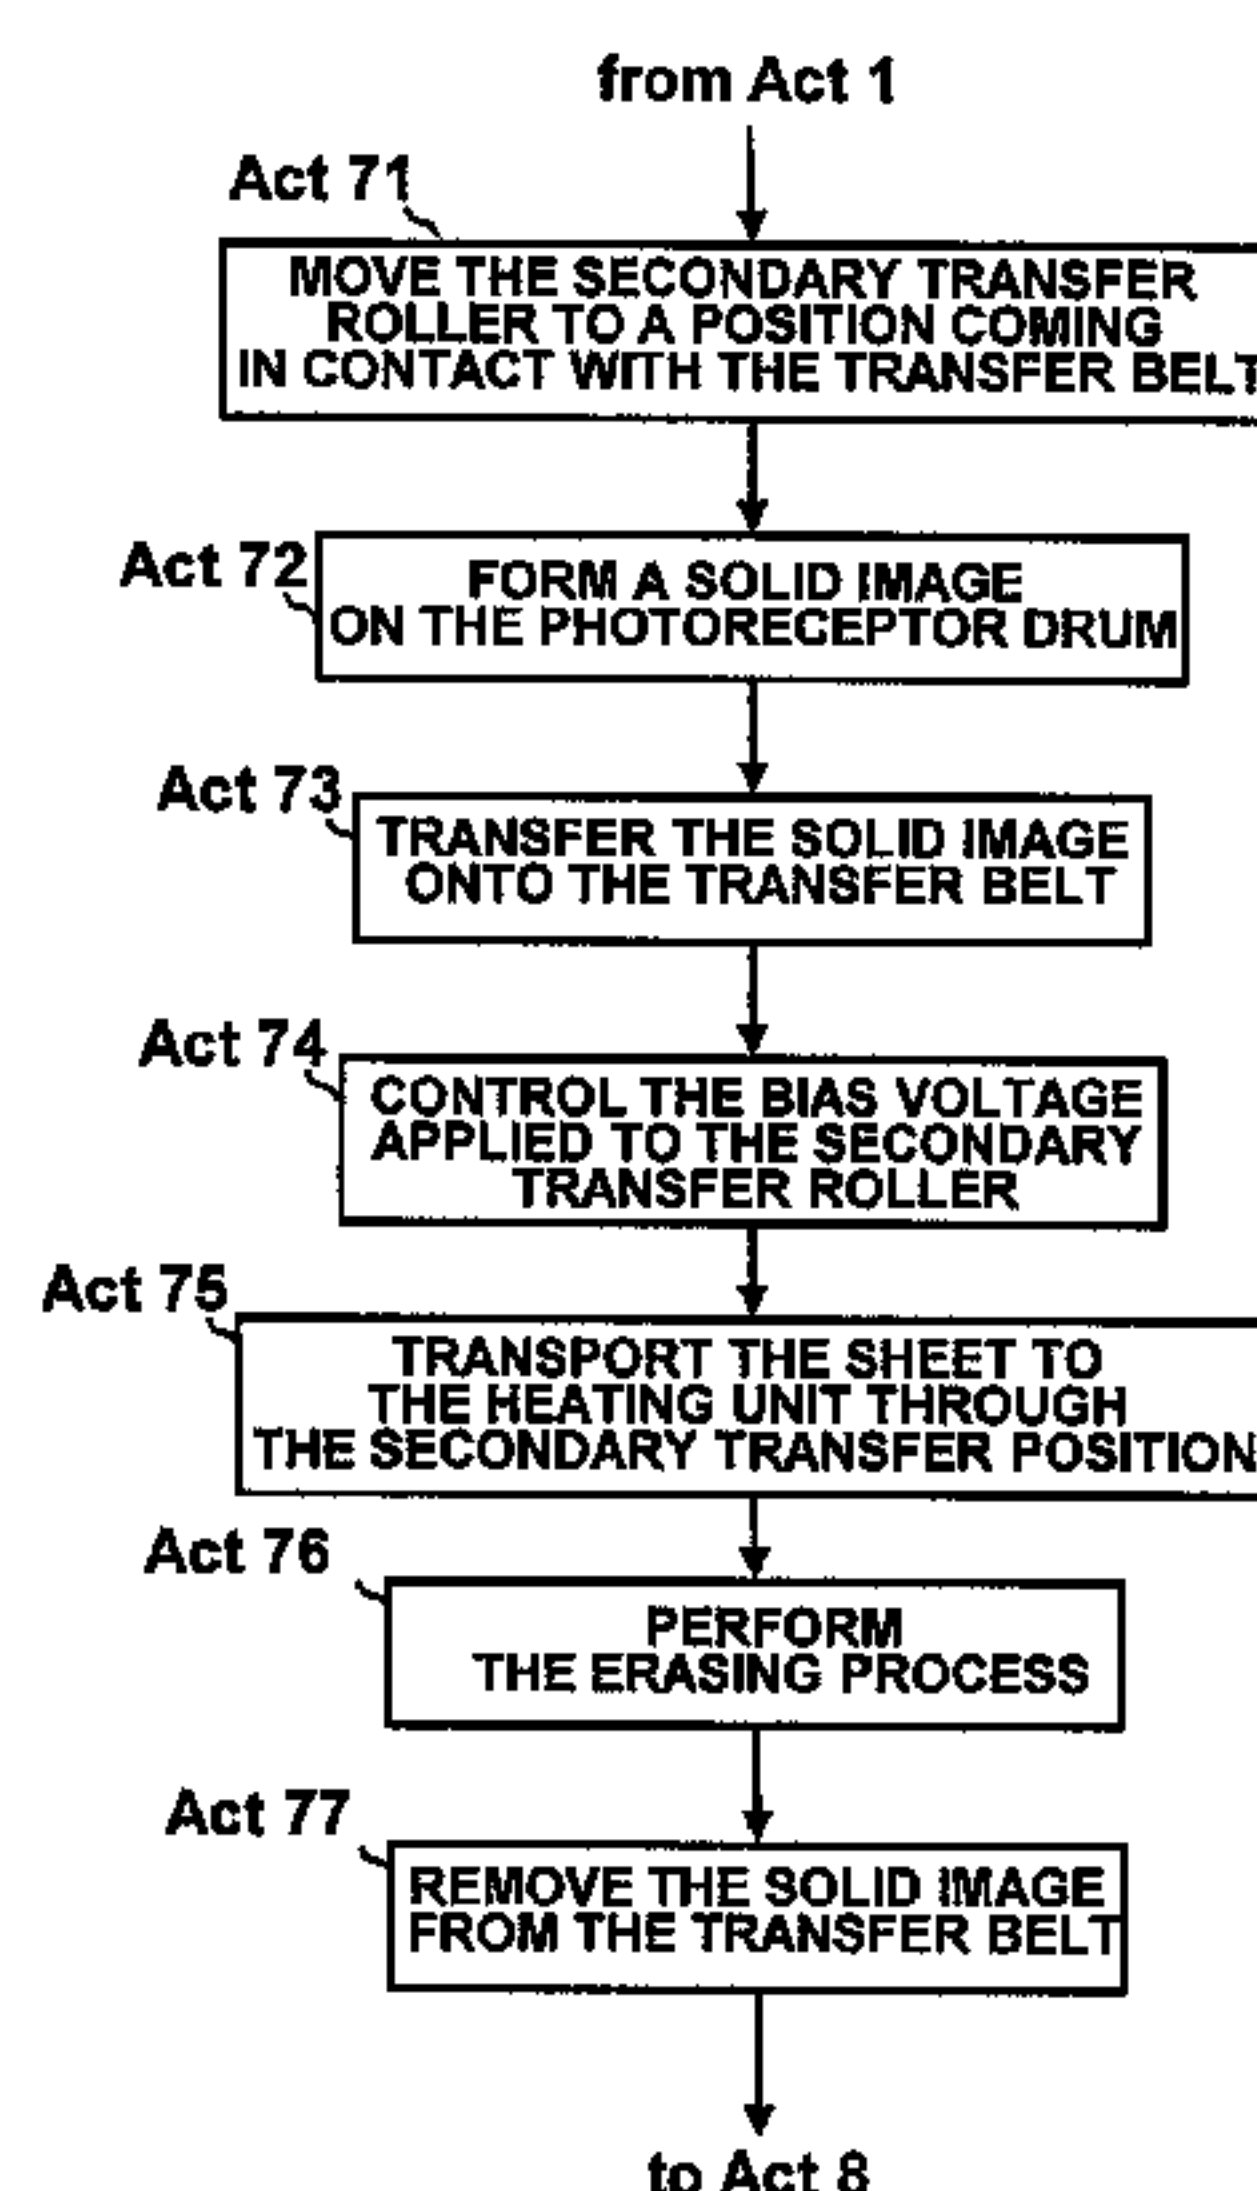 from Act 1
Act 71
MOVE THE SECONDARY TRANSFER
ROLLER TO A POSITION COMING
IN CONTACT WITH THE TRANSFER BELT
Act 72
FORM A SOLID IMAGE
ON THE PHOTORECEPTOR DRUM
Act 73
TRANSFER THE SOLID IMAGE
ONTO THE TRANSFER BELT
Act 74
CONTROL THE BIAS VOLTAGE
APPLIED TO THE SECONDARY
TRANSFER ROLLER
Act 75
TRANSPORT THE SHEET TO
THE HEATING UNIT THROUGH
THE SECONDARY TRANSFER POSITION
Act 76
PERFORM
THE ERASING PROCESS
Act 77
REMOVE THE SOLID IMAGE
FROM THE TRANSFER BELT
to Act 8